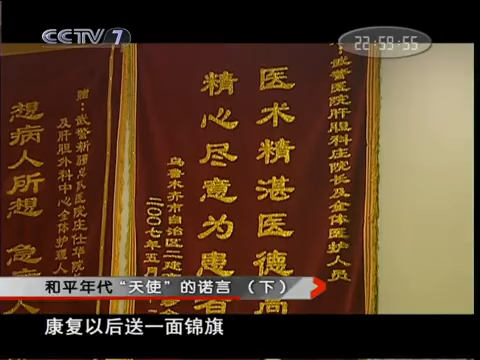 CCTV 7
22:59:55
赠:武警医院肝胆科庄院长及全体医护人员
医术精湛医德高
精心尽意为患者
乌鲁木齐市自治区二建
二00七年五月
赠:武警新疆总队医院庄仕华院
及肝胆外科中心全体护理人
想病人所想 急病人
和平年代“天使”的诺言 (下)
康复以后送一面锦旗